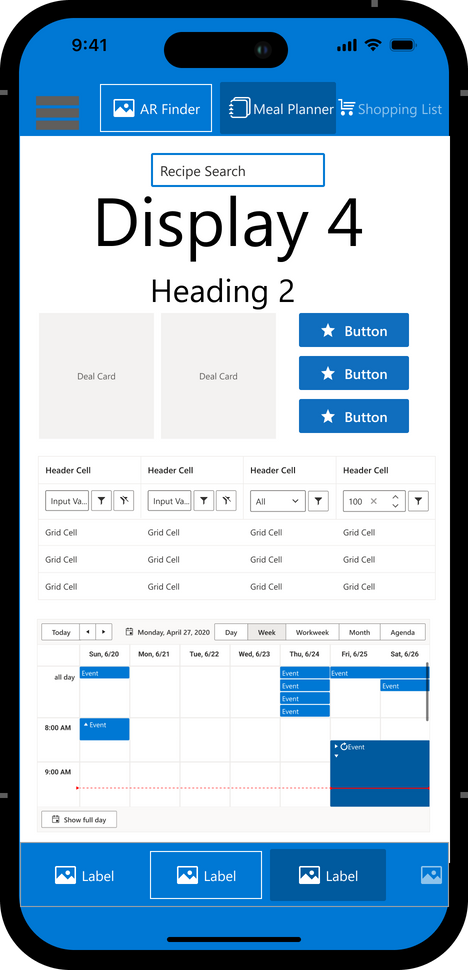 9:41
AR Finder Meal Planner Shopping List
Recipe Search
Display 4
Heading 2
Deal Card Deal Card
Button
Button
Button
Header Cell Header Cell Header Cell Header Cell
Input Va... Input Va... All 100
Grid Cell Grid Cell Grid Cell Grid Cell
Grid Cell Grid Cell Grid Cell Grid Cell
Grid Cell Grid Cell Grid Cell Grid Cell
Today Monday, April 27, 2020 Day Week Workweek Month Agenda
Sun, 6/20 Mon, 6/21 Tue, 6/22 Wed, 6/23 Thu, 6/24 Fri, 6/25 Sat, 6/26
all day Event Event Event
Event Event
Event
Event
8:00 AM Event
Event
9:00 AM
Show full day
Label Label Label